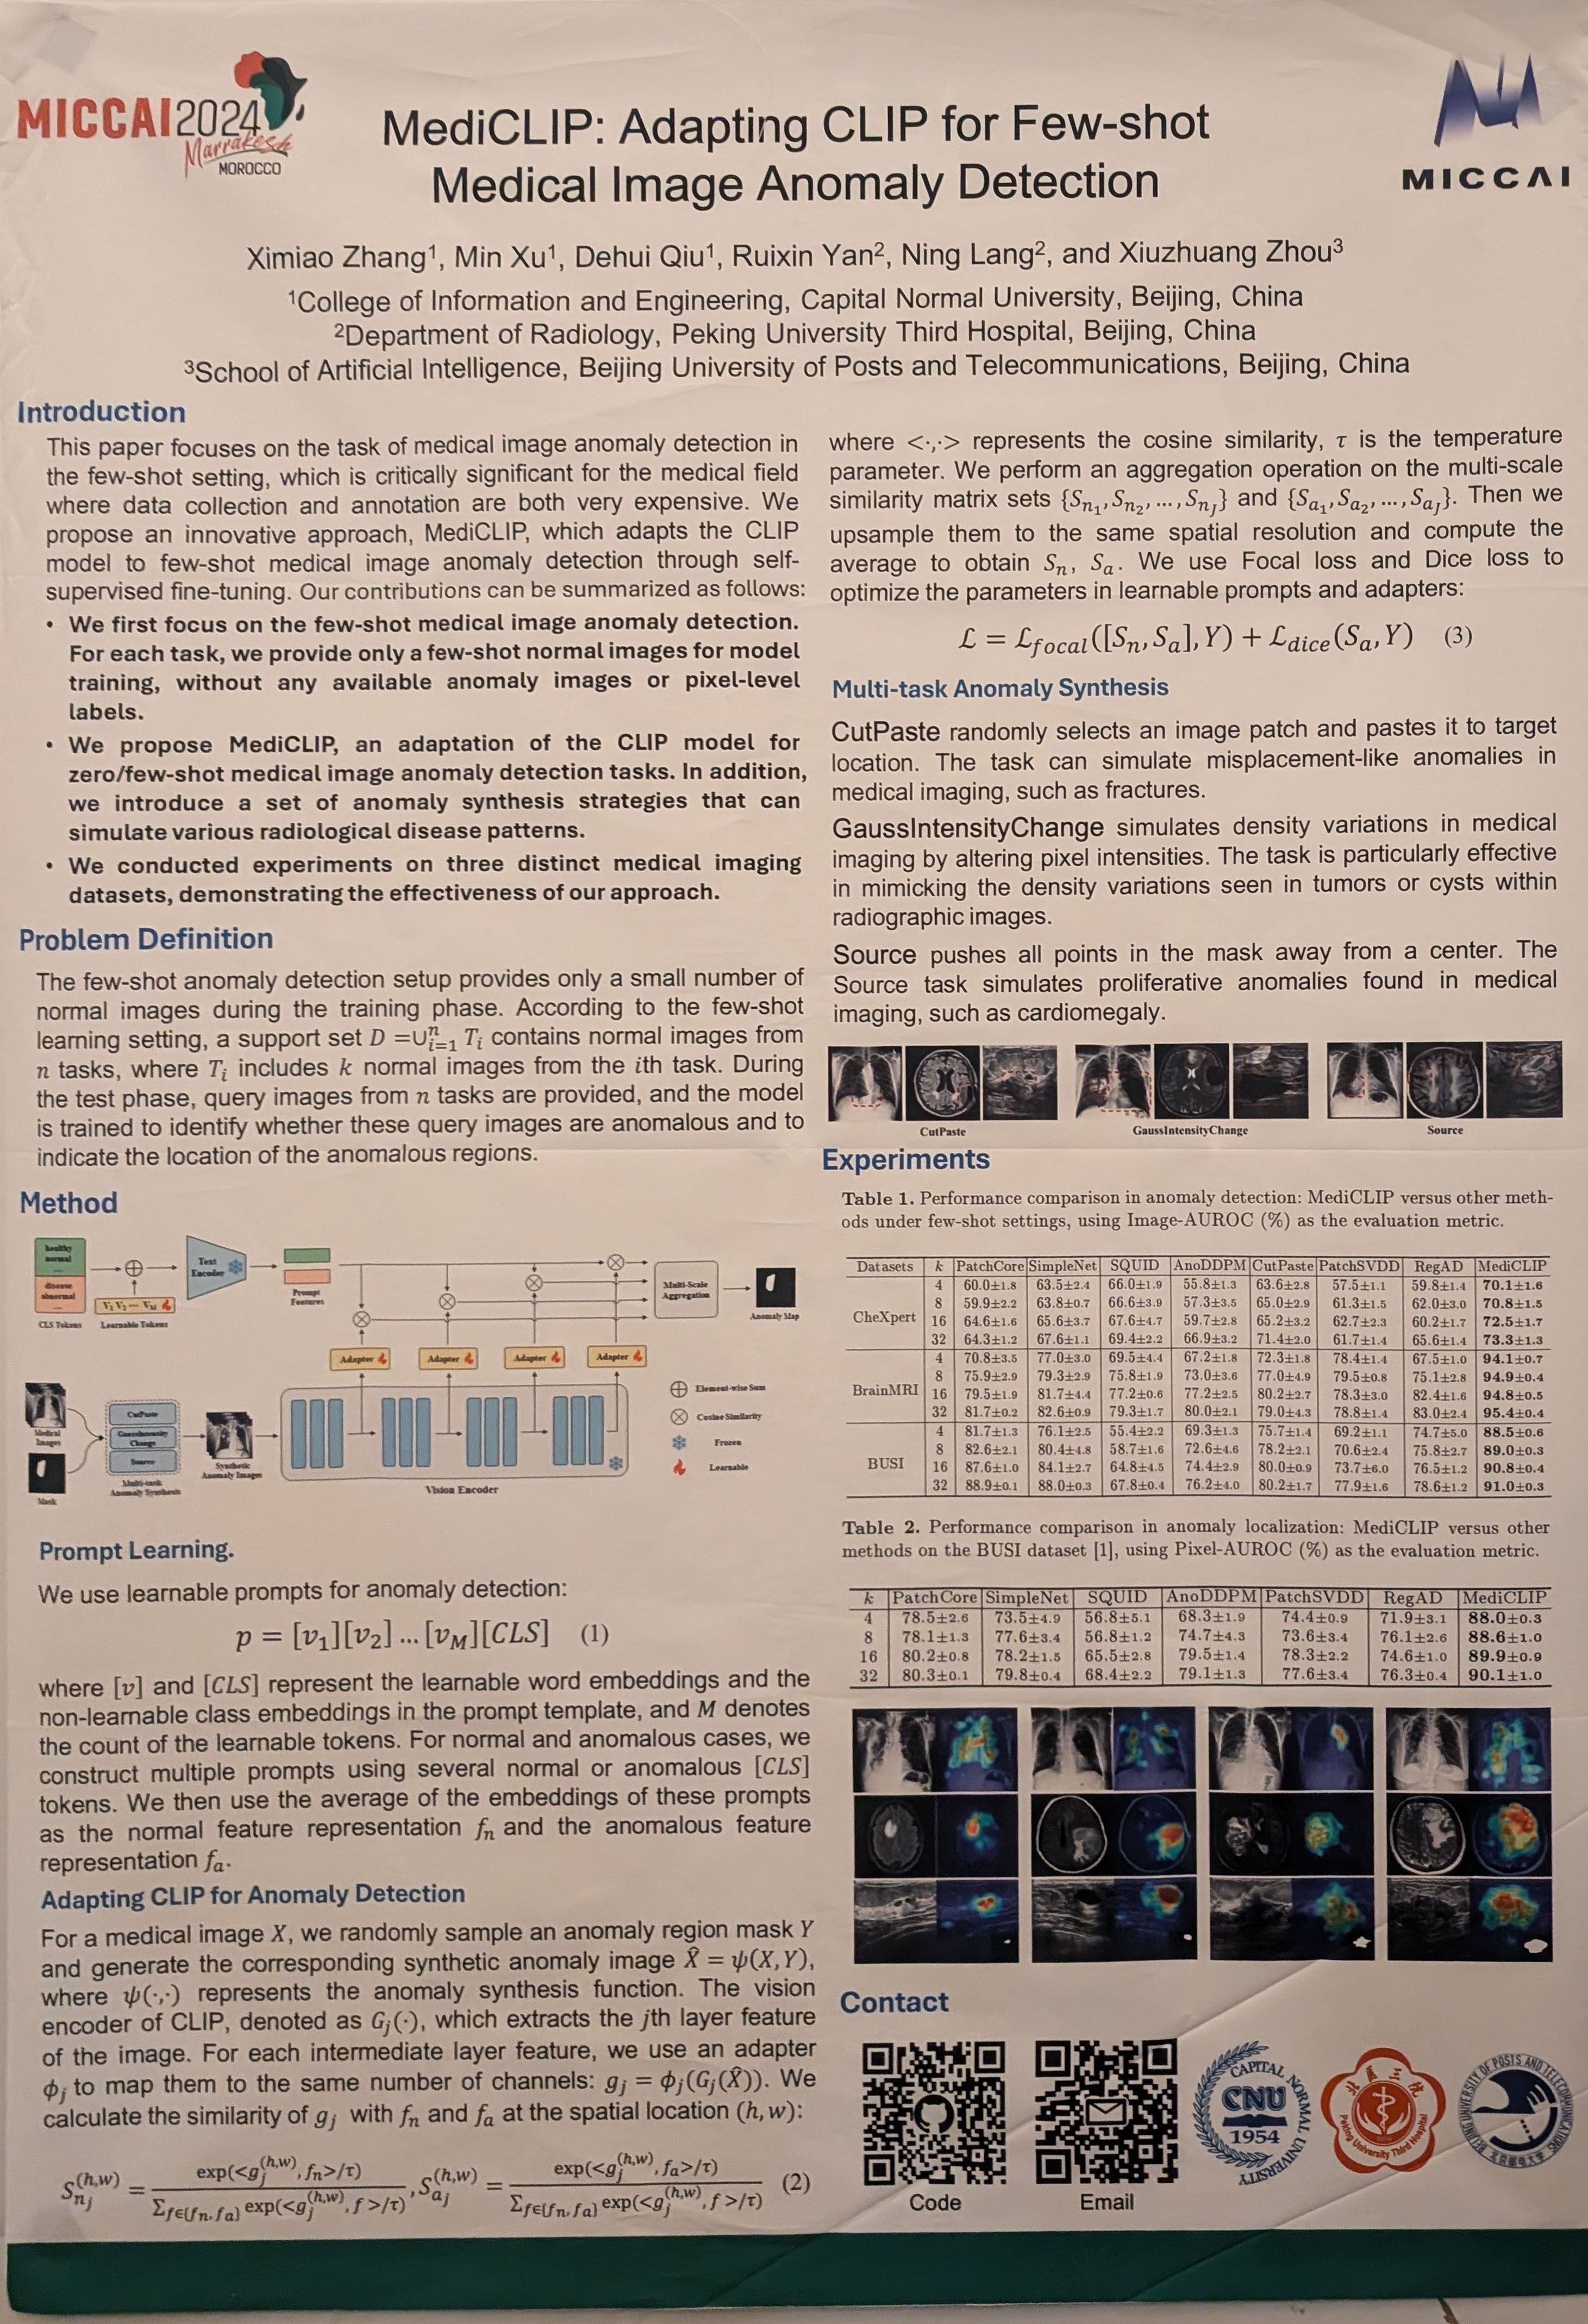 MICCAI2024
Marrakesh
MOROCCO
MICCAI
MediCLIP: Adapting CLIP for Few-shot
Medical Image Anomaly Detection
Ximiao Zhang¹, Min Xu¹, Dehui Qiu¹, Ruixin Yan², Ning Lang², and Xiuzhuang Zhou³
¹College of Information and Engineering, Capital Normal University, Beijing, China
²Department of Radiology, Peking University Third Hospital, Beijing, China
³School of Artificial Intelligence, Beijing University of Posts and Telecommunications, Beijing, China
Introduction
This paper focuses on the task of medical image anomaly detection in
the few-shot setting, which is critically significant for the medical field
where data collection and annotation are both very expensive. We
propose an innovative approach, MediCLIP, which adapts the CLIP
model to few-shot medical image anomaly detection through self-
supervised fine-tuning. Our contributions can be summarized as follows:
• We first focus on the few-shot medical image anomaly detection.
For each task, we provide only a few-shot normal images for model
training, without any available anomaly images or pixel-level
labels.
• We propose MediCLIP, an adaptation of the CLIP model for
zero/few-shot medical image anomaly detection tasks. In addition,
we introduce a set of anomaly synthesis strategies that can
simulate various radiological disease patterns.
• We conducted experiments on three distinct medical imaging
datasets, demonstrating the effectiveness of our approach.
Problem Definition
The few-shot anomaly detection setup provides only a small number of
normal images during the training phase. According to the few-shot
learning setting, a support set D =∪ⁿᵢ₌₁ Tᵢ contains normal images from
n tasks, where Tᵢ includes k normal images from the ith task. During
the test phase, query images from n tasks are provided, and the model
is trained to identify whether these query images are anomalous and to
indicate the location of the anomalous regions.
Method
healthy
normal
...
disease
abnormal
...
CLS Tokens
V₁ V₂ ... V_M
Learnable Tokens
Text
Encoder
Prompt
Features
Multi-Scale
Aggregation
Anomaly Map
Adapter
Adapter
Adapter
Adapter
Medical
Images
Mask
CutPaste
GaussIntensity
Change
Source
Multi-task
Anomaly Synthesis
Synthetic
Anomaly Images
Vision Encoder
⊕ Element-wise Sum
⊗ Cosine Similarity
Frozen
Learnable
Prompt Learning.
We use learnable prompts for anomaly detection:
p = [v₁][v₂] ... [v_M][CLS] (1)
where [v] and [CLS] represent the learnable word embeddings and the
non-learnable class embeddings in the prompt template, and M denotes
the count of the learnable tokens. For normal and anomalous cases, we
construct multiple prompts using several normal or anomalous [CLS]
tokens. We then use the average of the embeddings of these prompts
as the normal feature representation fₙ and the anomalous feature
representation fₐ.
Adapting CLIP for Anomaly Detection
For a medical image X, we randomly sample an anomaly region mask Y
and generate the corresponding synthetic anomaly image X̂ = ψ(X,Y),
where ψ(·,·) represents the anomaly synthesis function. The vision
encoder of CLIP, denoted as Gⱼ(·), which extracts the jth layer feature
of the image. For each intermediate layer feature, we use an adapter
ϕⱼ to map them to the same number of channels: gⱼ = ϕⱼ(Gⱼ(X̂)). We
calculate the similarity of gⱼ with fₙ and fₐ at the spatial location (h,w):
S_{n_j}^{(h,w)} = exp(<g_j^{(h,w)}, f_n>/τ) / Σ_{f∈{f_n,f_a}} exp(<g_j^{(h,w)}, f>/τ), S_{a_j}^{(h,w)} = exp(<g_j^{(h,w)}, f_a>/τ) / Σ_{f∈{f_n,f_a}} exp(<g_j^{(h,w)}, f>/τ) (2)
where <·,·> represents the cosine similarity, τ is the temperature
parameter. We perform an aggregation operation on the multi-scale
similarity matrix sets {S_{n_1}, S_{n_2}, ..., S_{n_J}} and {S_{a_1}, S_{a_2}, ..., S_{a_J}}. Then we
upsample them to the same spatial resolution and compute the
average to obtain Sₙ, Sₐ. We use Focal loss and Dice loss to
optimize the parameters in learnable prompts and adapters:
ℒ = ℒ_{focal}([Sₙ,Sₐ],Y) + ℒ_{dice}(Sₐ,Y) (3)
Multi-task Anomaly Synthesis
CutPaste randomly selects an image patch and pastes it to target
location. The task can simulate misplacement-like anomalies in
medical imaging, such as fractures.
GaussIntensityChange simulates density variations in medical
imaging by altering pixel intensities. The task is particularly effective
in mimicking the density variations seen in tumors or cysts within
radiographic images.
Source pushes all points in the mask away from a center. The
Source task simulates proliferative anomalies found in medical
imaging, such as cardiomegaly.
CutPaste GaussIntensityChange Source
Experiments
Table 1. Performance comparison in anomaly detection: MediCLIP versus other meth-
ods under few-shot settings, using Image-AUROC (%) as the evaluation metric.
Datasets k PatchCore SimpleNet SQUID AnoDDPM CutPaste PatchSVDD RegAD MediCLIP
CheXpert
4 60.0±1.8 63.5±2.4 66.0±1.9 55.8±1.3 63.6±2.8 57.5±1.1 59.8±1.4 70.1±1.6
8 59.9±2.2 63.8±0.7 66.6±3.9 57.3±3.5 65.0±2.9 61.3±1.5 62.0±3.0 70.8±1.5
16 64.6±1.6 65.6±3.7 67.6±4.7 59.7±2.8 65.2±3.2 62.7±2.3 60.2±1.7 72.5±1.7
32 64.3±1.2 67.6±1.1 69.4±2.2 66.9±3.2 71.4±2.0 61.7±1.4 65.6±1.4 73.3±1.3
BrainMRI
4 70.8±3.5 77.0±3.0 69.5±4.4 67.2±1.8 72.3±1.8 78.4±1.4 67.5±1.0 94.1±0.7
8 75.9±2.9 79.3±2.9 75.8±1.9 73.0±3.6 77.0±4.9 79.5±0.8 75.1±2.8 94.9±0.4
16 79.5±1.9 81.7±4.4 77.2±0.6 77.2±2.5 80.2±2.7 78.3±3.0 82.4±1.6 94.8±0.5
32 81.7±0.2 82.6±0.9 79.3±1.7 80.0±2.1 79.0±4.3 78.8±1.4 83.0±2.4 95.4±0.4
BUSI
4 81.7±1.3 76.1±2.5 55.4±2.2 69.3±1.3 75.7±1.4 69.2±1.1 74.7±5.0 88.5±0.6
8 82.6±2.1 80.4±4.8 58.7±1.6 72.6±4.6 78.2±2.1 70.6±2.4 75.8±2.7 89.0±0.3
16 87.6±1.0 84.1±2.7 64.8±4.5 74.4±2.9 80.0±0.9 73.7±6.0 76.5±1.2 90.8±0.4
32 88.9±0.1 88.0±0.3 67.8±0.4 76.2±4.0 80.2±1.7 77.9±1.6 78.6±1.2 91.0±0.3
Table 2. Performance comparison in anomaly localization: MediCLIP versus other
methods on the BUSI dataset [1], using Pixel-AUROC (%) as the evaluation metric.
k PatchCore SimpleNet SQUID AnoDDPM PatchSVDD RegAD MediCLIP
4 78.5±2.6 73.5±4.9 56.8±5.1 68.3±1.9 74.4±0.9 71.9±3.1 88.0±0.3
8 78.1±1.3 77.6±3.4 56.8±1.2 74.7±4.3 73.6±3.4 76.1±2.6 88.6±1.0
16 80.2±0.8 78.2±1.5 65.5±2.8 79.5±1.4 78.3±2.2 74.6±1.0 89.9±0.9
32 80.3±0.1 79.8±0.4 68.4±2.2 79.1±1.3 77.6±3.4 76.3±0.4 90.1±1.0
Contact
Code
Email
CAPITAL NORMAL UNIVERSITY
CNU
1954
北医三院
Peking University Third Hospital
BEIJING UNIVERSITY OF POSTS AND TELECOMMUNICATIONS
北京邮电大学